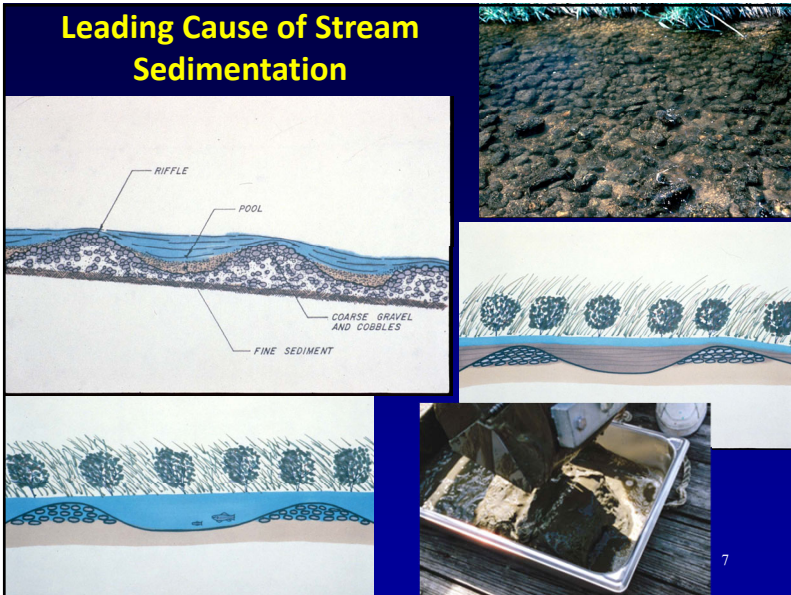 Leading Cause of Stream
Sedimentation
RIFFLE
POOL
COARSE GRAVEL
AND COBBLES
FINE SEDIMENT
7